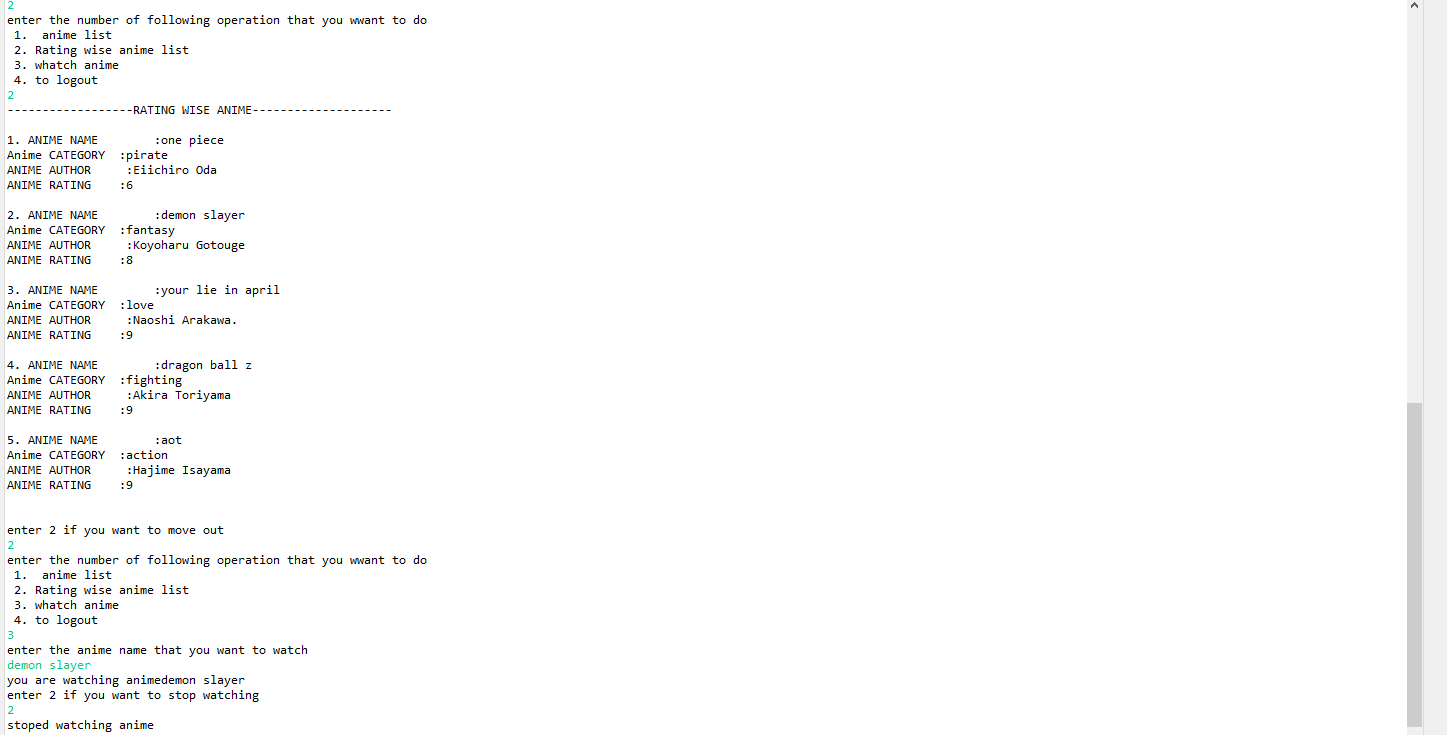 2
enter the number of following operation that you wwant to do
1.  anime list
2. Rating wise anime list
3. whatch anime
4. to logout
2
------------------RATING WISE ANIME--------------------
1. ANIME NAME        :one piece
Anime CATEGORY  :pirate
ANIME AUTHOR     :Eiichiro Oda
ANIME RATING    :6
2. ANIME NAME        :demon slayer
Anime CATEGORY  :fantasy
ANIME AUTHOR     :Koyoharu Gotouge
ANIME RATING    :8
3. ANIME NAME        :your lie in april
Anime CATEGORY  :love
ANIME AUTHOR     :Naoshi Arakawa.
ANIME RATING    :9
4. ANIME NAME        :dragon ball z
Anime CATEGORY  :fighting
ANIME AUTHOR     :Akira Toriyama
ANIME RATING    :9
5. ANIME NAME        :aot
Anime CATEGORY  :action
ANIME AUTHOR     :Hajime Isayama
ANIME RATING    :9
enter 2 if you want to move out
2
enter the number of following operation that you wwant to do
1.  anime list
2. Rating wise anime list
3. whatch anime
4. to logout
3
enter the anime name that you want to watch
demon slayer
you are watching animedemon slayer
enter 2 if you want to stop watching
2
stoped watching anime